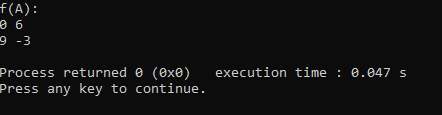 f(A):
0 6
9 -3
Process returned 0 (0x0)   execution time : 0.047 s
Press any key to continue.